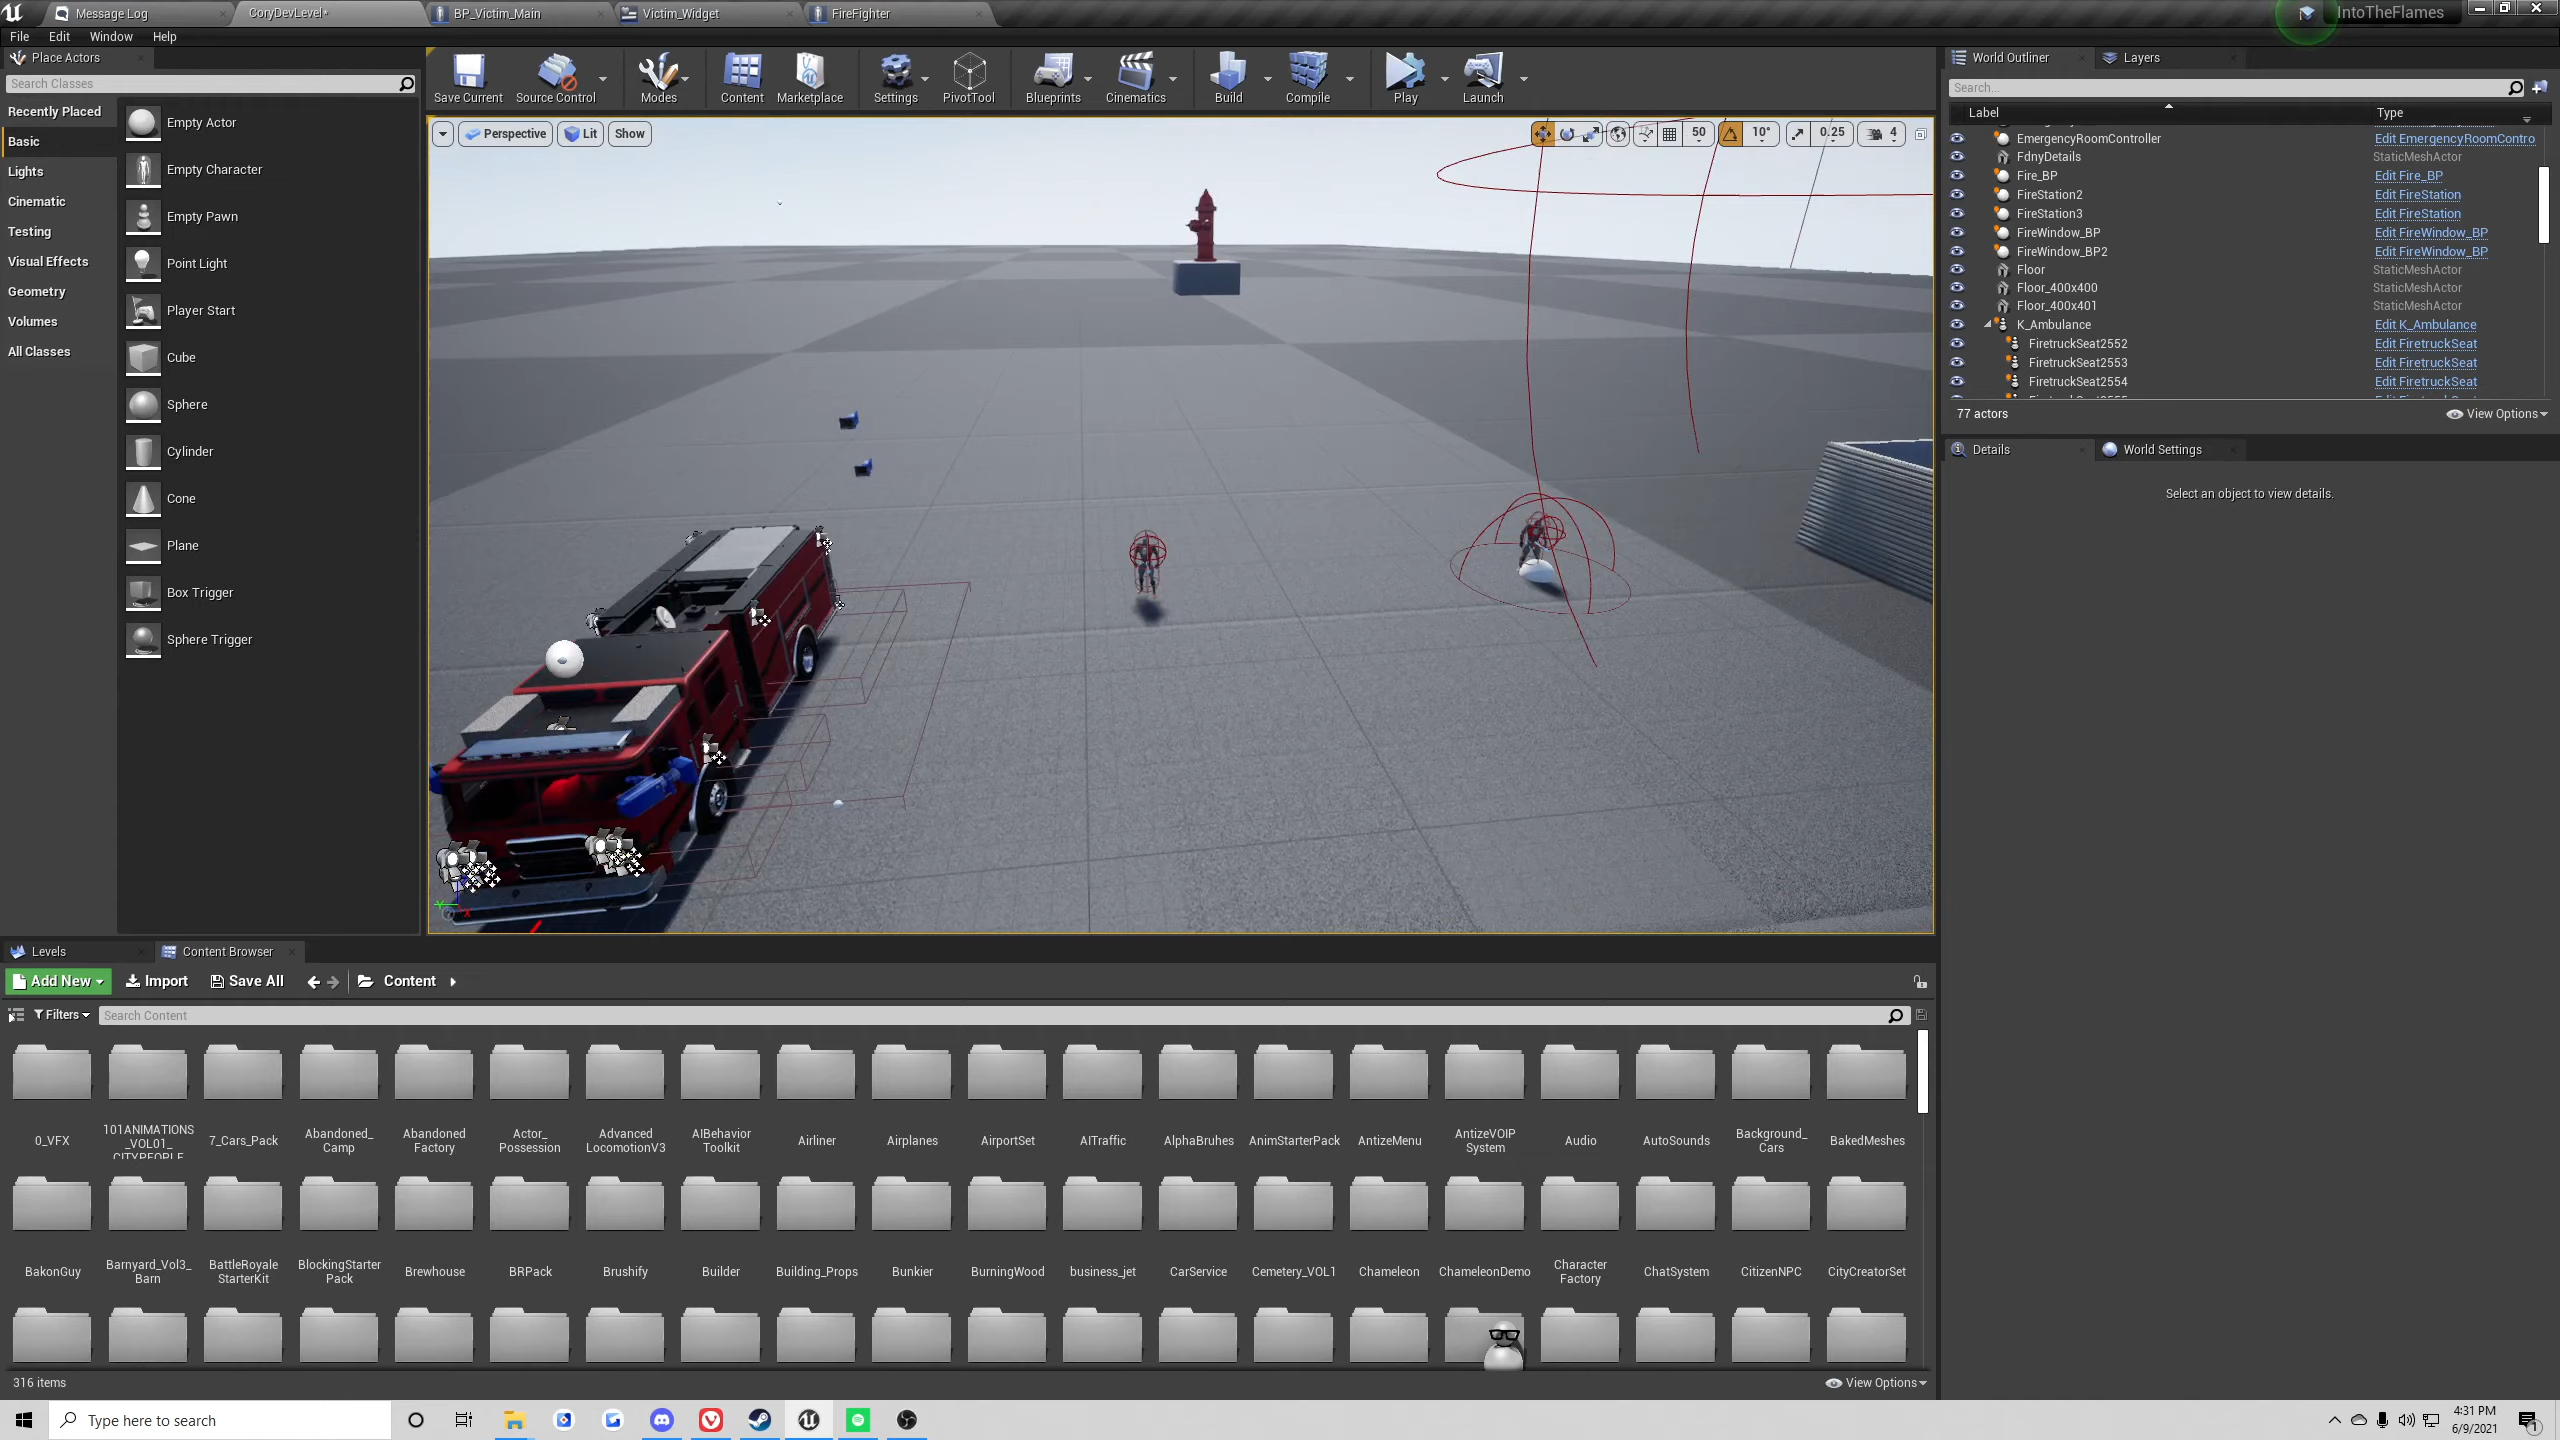 Message Log
CoryDevLevel*
BP_Victim_Main
Victim_Widget
FireFighter
IntoTheFlames
File
Edit
Window
Help
Place Actors
Search Classes
Recently Placed
Basic
Lights
Cinematic
Testing
Visual Effects
Geometry
Volumes
All Classes
Empty Actor
Empty Character
Empty Pawn
Point Light
Player Start
Cube
Sphere
Cylinder
Cone
Plane
Box Trigger
Sphere Trigger
Save Current
Source Control
Modes
Content
Marketplace
Settings
PivotTool
Blueprints
Cinematics
Build
Compile
Play
Launch
Perspective
Lit
Show
50
10°
0.25
4
World Outliner
Layers
Search...
Label
Type
EmergencyRoomController
Edit EmergencyRoomContro
FdnyDetails
StaticMeshActor
Fire_BP
Edit Fire_BP
FireStation2
Edit FireStation
FireStation3
Edit FireStation
FireWindow_BP
Edit FireWindow_BP
FireWindow_BP2
Edit FireWindow_BP
Floor
StaticMeshActor
Floor_400x400
StaticMeshActor
Floor_400x401
StaticMeshActor
K_Ambulance
Edit K_Ambulance
FiretruckSeat2552
Edit FiretruckSeat
FiretruckSeat2553
Edit FiretruckSeat
FiretruckSeat2554
Edit FiretruckSeat
77 actors
View Options
Details
World Settings
Select an object to view details.
Levels
Content Browser
Add New
Import
Save All
Content
Filters
Search Content
0_VFX
101ANIMATIONS
_VOL01_
CITYPEOPLE
7_Cars_Pack
Abandoned_
Camp
Abandoned
Factory
Actor_
Possession
Advanced
LocomotionV3
AIBehavior
Toolkit
Airliner
Airplanes
AirportSet
AITraffic
AlphaBruhes
AnimStarterPack
AntizeMenu
AntizeVOIP
System
Audio
AutoSounds
Background_
Cars
BakedMeshes
BakonGuy
Barnyard_Vol3_
Barn
BattleRoyale
StarterKit
BlockingStarter
Pack
Brewhouse
BRPack
Brushify
Builder
Building_Props
Bunkier
BurningWood
business_jet
CarService
Cemetery_VOL1
Chameleon
ChameleonDemo
Character
Factory
ChatSystem
CitizenNPC
CityCreatorSet
316 items
View Options
Type here to search
4:31 PM
6/9/2021
1